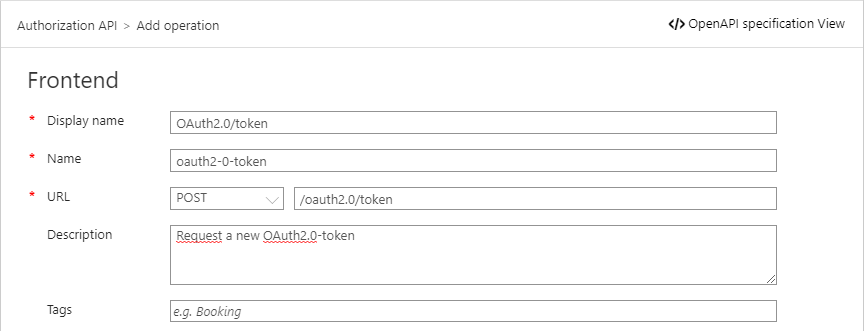 Authorization API > Add operation
</> OpenAPI specification View
Frontend
* Display name
OAuth2.0/token
* Name
oauth2-0-token
* URL
POST
/oauth2.0/token
Description
Request a new OAuth2.0-token
Tags
e.g. Booking